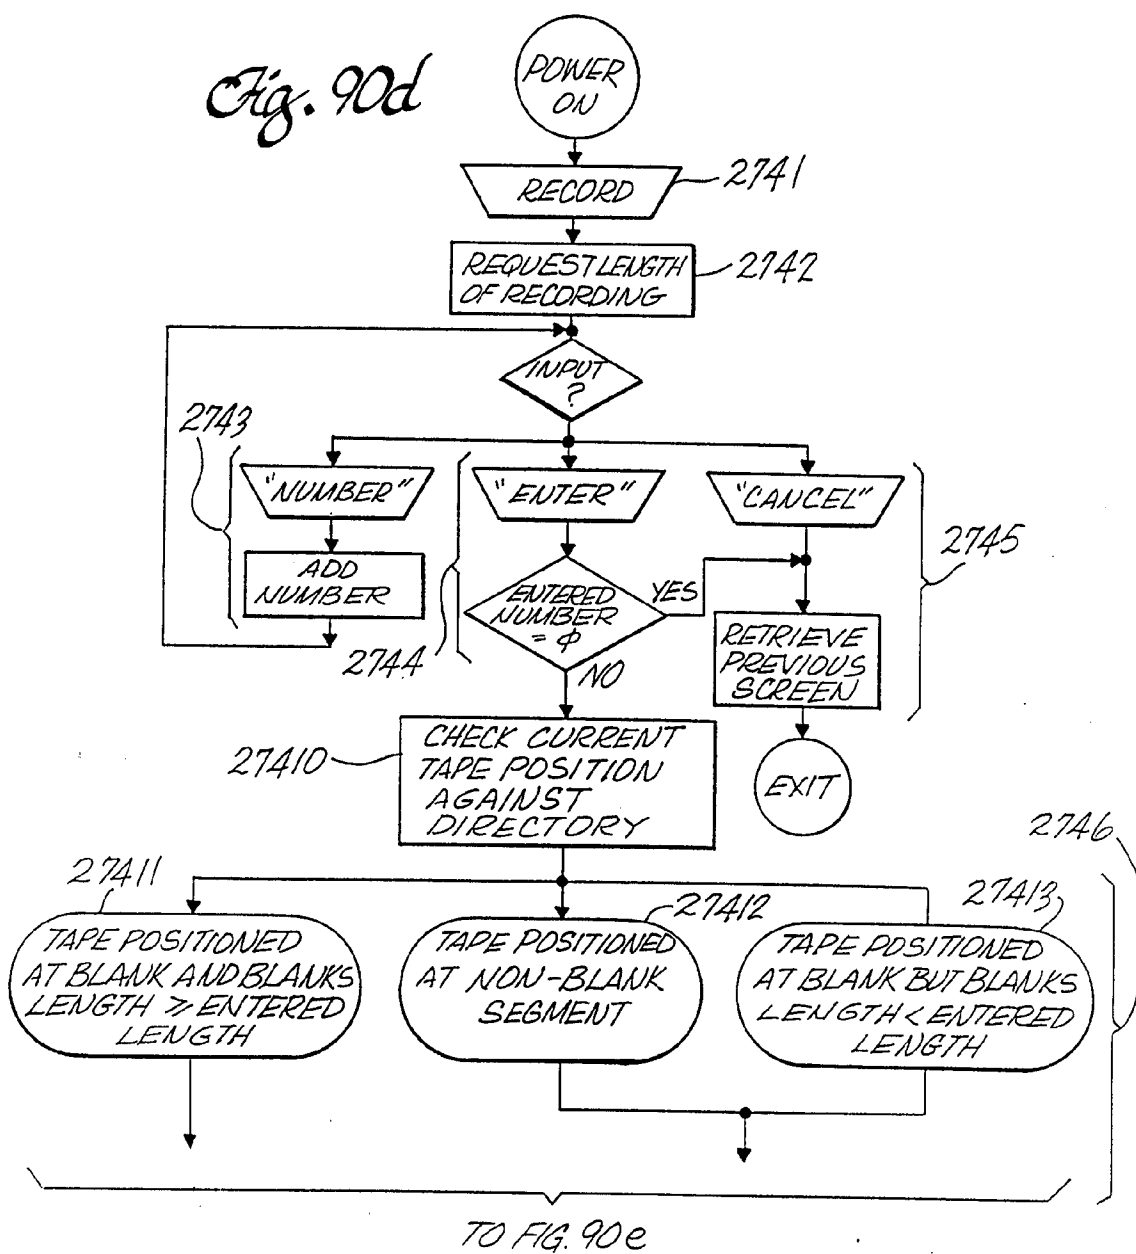 Fig. 90d
POWER
ON
RECORD
2741
REQUEST LENGTH
OF RECORDING
2742
INPUT
?
2743
"NUMBER"
"ENTER"
"CANCEL"
2745
ADD
NUMBER
ENTERED
NUMBER
= ϕ
YES
2744
NO
RETRIEVE
PREVIOUS
SCREEN
27410
CHECK CURRENT
TAPE POSITION
AGAINST
DIRECTORY
EXIT
2746
27411
27412
27413
TAPE POSITIONED
AT BLANK AND BLANKS
LENGTH ≥ ENTERED
LENGTH
TAPE POSITIONED
AT NON-BLANK
SEGMENT
TAPE POSITIONED
AT BLANK BUT BLANKS
LENGTH < ENTERED
LENGTH
TO FIG. 90e